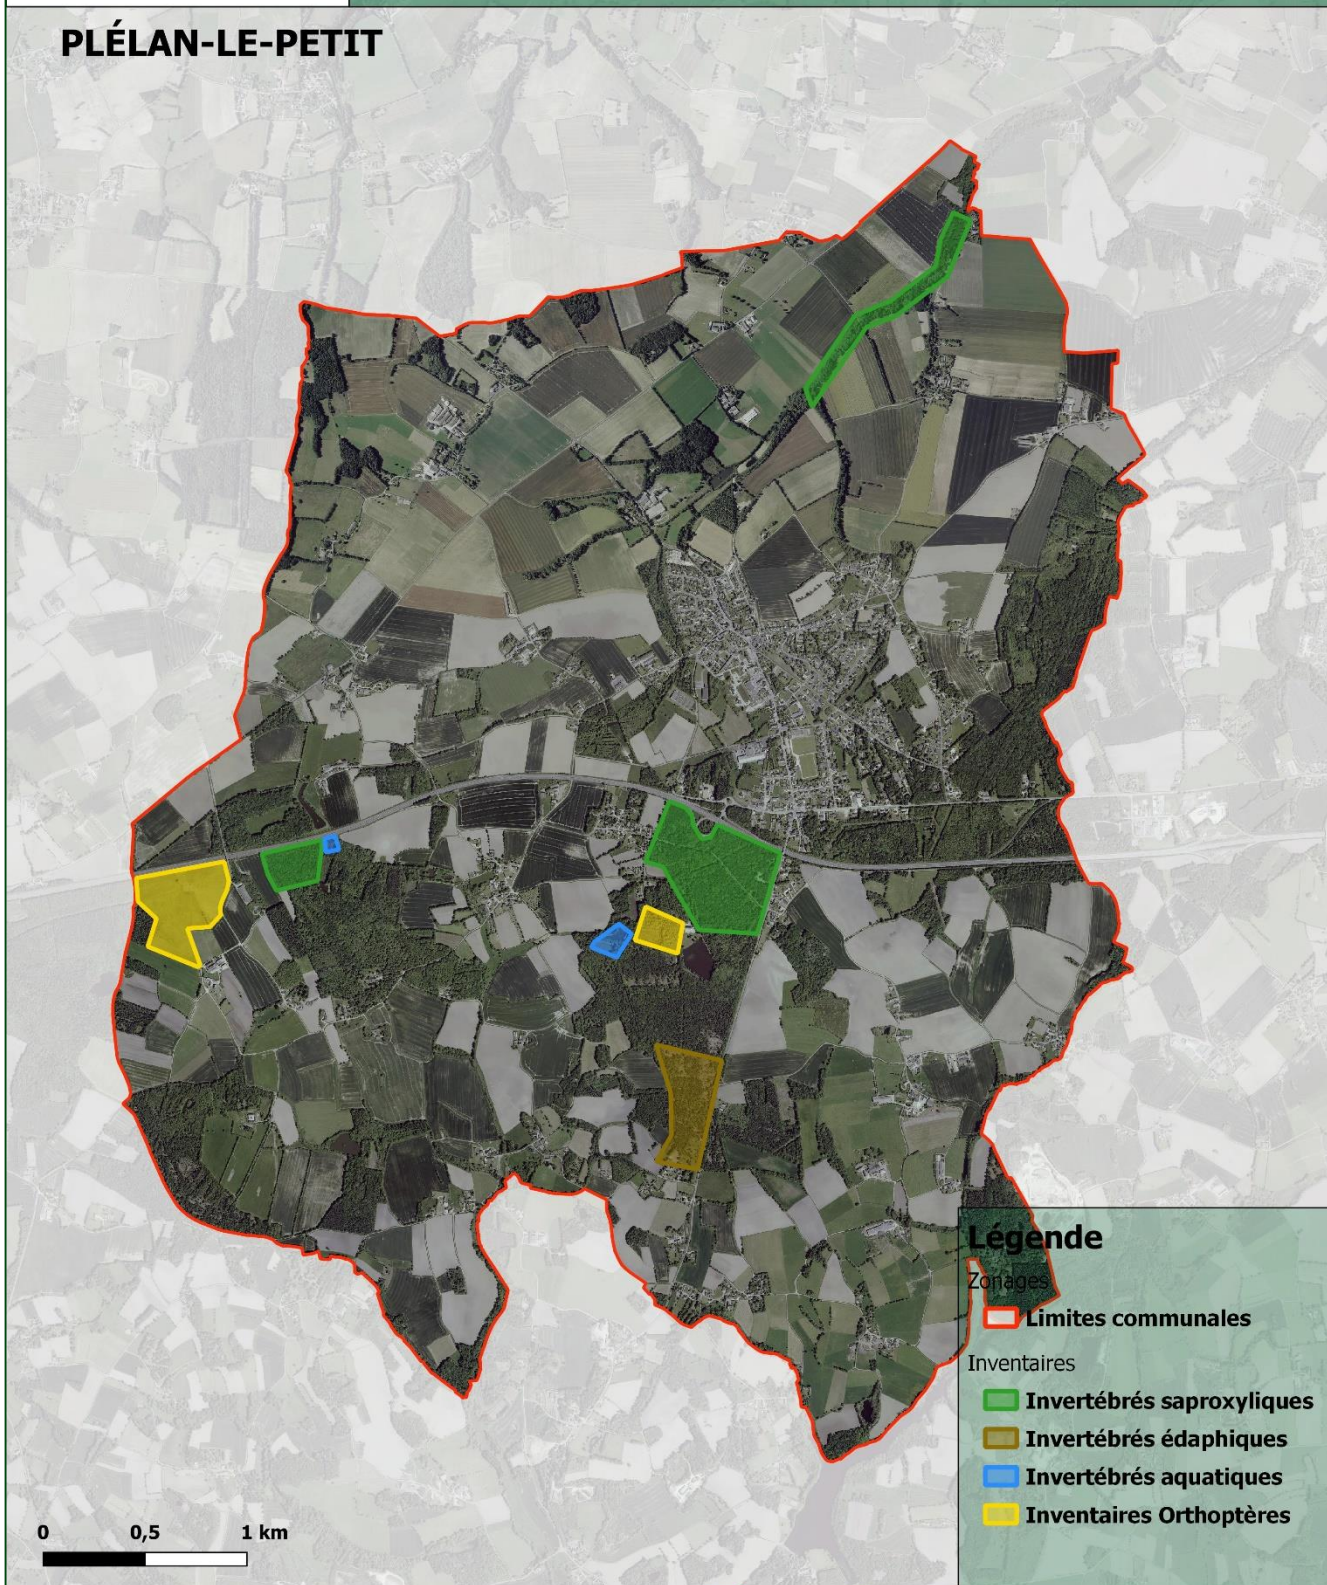 PLÉLAN-LE-PETIT
Légende
Zonages
Limites communales
Inventaires
Invertébrés saproxyliques
Invertébrés édaphiques
Invertébrés aquatiques
Inventaires Orthoptères
0 0,5 1 km